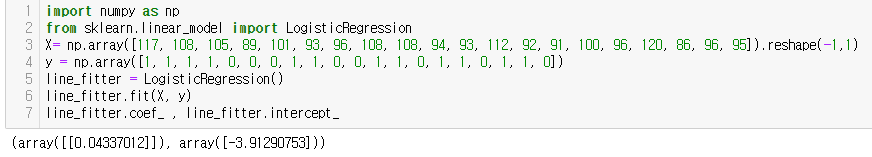 1 import numpy as np
2 from sklearn.linear_model import LogisticRegression
3 X= np.array([117, 108, 105, 89, 101, 93, 96, 108, 108, 94, 93, 112, 92, 91, 100, 96, 120, 86, 96, 95]).reshape(-1,1)
4 y = np.array([1, 1, 1, 1, 0, 0, 0, 1, 1, 0, 0, 1, 1, 0, 1, 1, 0, 1, 1, 0])
5 line_fitter = LogisticRegression()
6 line_fitter.fit(X, y)
7 line_fitter.coef_ , line_fitter.intercept_
(array([[0.04337012]]), array([-3.91290753]))